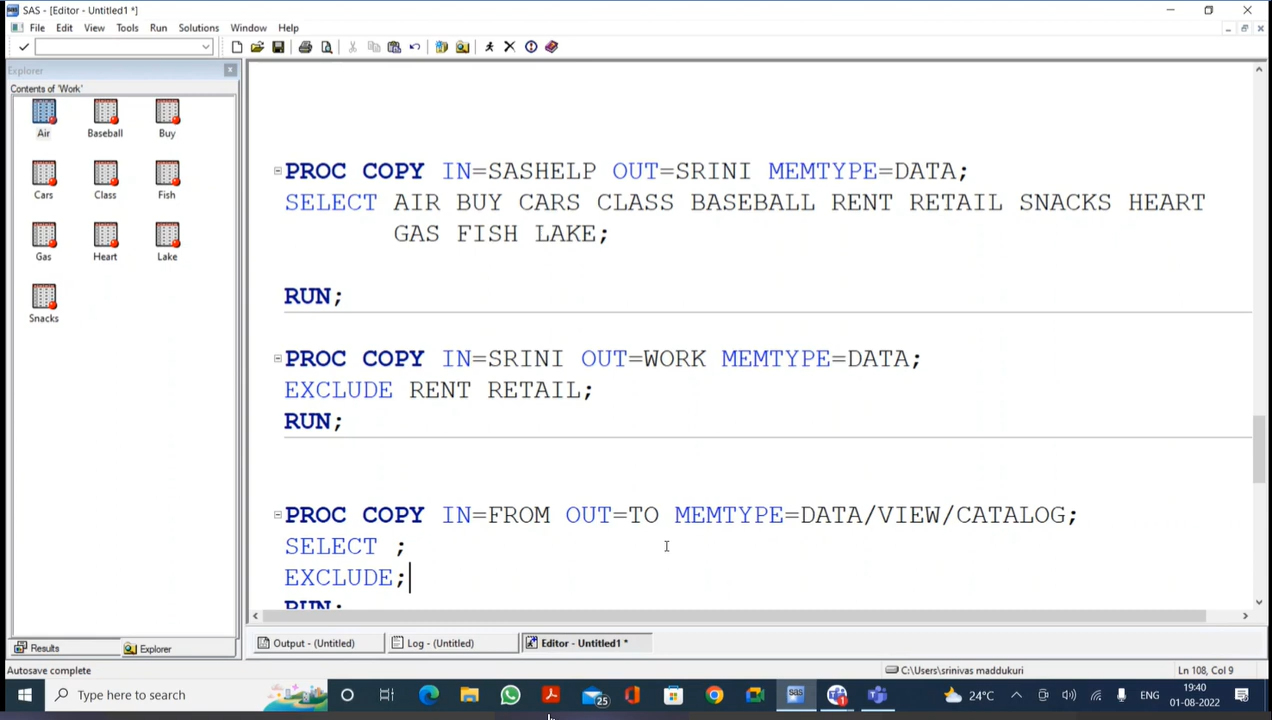 SAS - [Editor - Untitled1 *]
File Edit View Tools Run Solutions Window Help
Explorer
Contents of 'Work'
Air Baseball Buy
Cars Class Fish
Gas Heart Lake
Snacks
PROC COPY IN=SASHELP OUT=SRINI MEMTYPE=DATA;
SELECT AIR BUY CARS CLASS BASEBALL RENT RETAIL SNACKS HEART
GAS FISH LAKE;
RUN;
PROC COPY IN=SRINI OUT=WORK MEMTYPE=DATA;
EXCLUDE RENT RETAIL;
RUN;
PROC COPY IN=FROM OUT=TO MEMTYPE=DATA/VIEW/CATALOG;
SELECT ;
EXCLUDE;
RUN;
Results Explorer
Output - (Untitled) Log - (Untitled) Editor - Untitled1 *
Autosave complete
C:\Users\srinivas maddukuri
Ln 108, Col 9
Type here to search
25
sas
24°C
ENG
19:40
01-08-2022